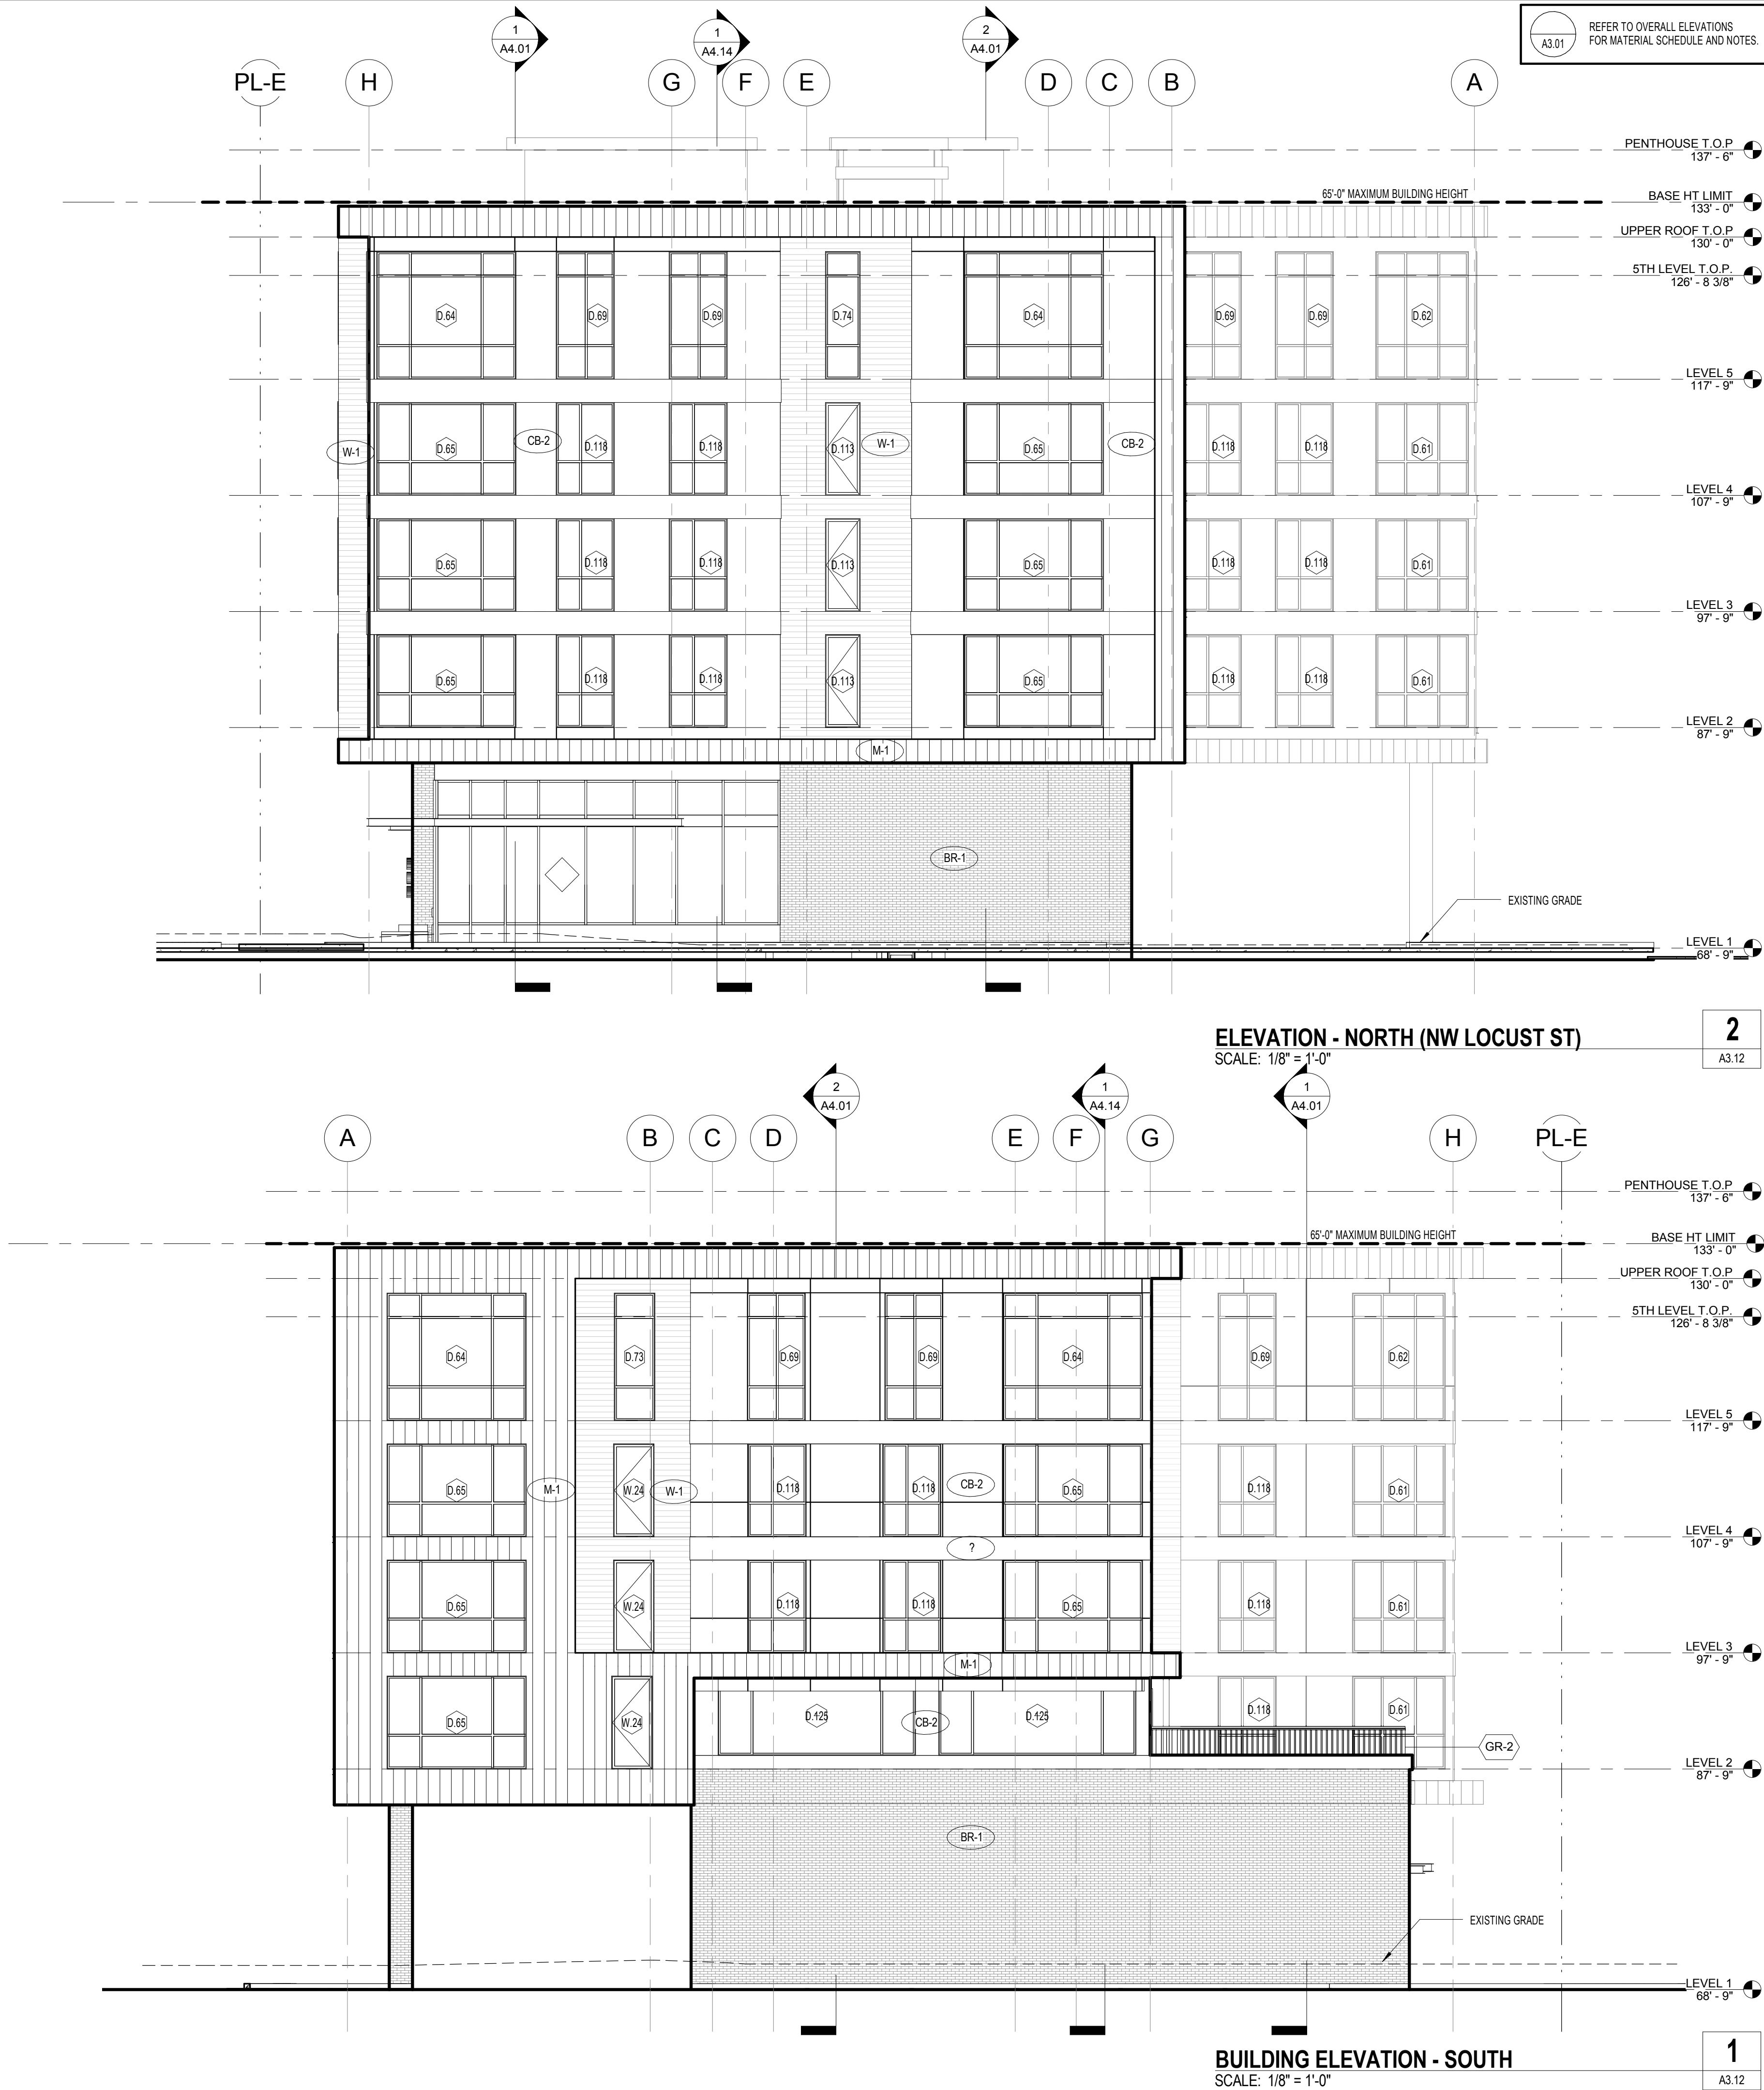 1
A4.01
1
A4.14
2
A4.01
A3.01
REFER TO OVERALL ELEVATIONS
FOR MATERIAL SCHEDULE AND NOTES.
PL-E H G F E D C B A
PENTHOUSE T.O.P
137' - 6"
65'-0" MAXIMUM BUILDING HEIGHT
BASE HT LIMIT
133' - 0"
UPPER ROOF T.O.P
130' - 0"
5TH LEVEL T.O.P.
126' - 8 3/8"
D.64 D.69 D.69 D.74 D.64 D.69 D.69 D.62
LEVEL 5
117' - 9"
W-1 D.65 CB-2 D.118 D.118 D.113 W-1 D.65 CB-2 D.118 D.118 D.61
LEVEL 4
107' - 9"
D.65 D.118 D.118 D.113 D.65 D.118 D.118 D.61
LEVEL 3
97' - 9"
D.65 D.118 D.118 D.113 D.65 D.118 D.118 D.61
LEVEL 2
87' - 9"
M-1
BR-1
EXISTING GRADE
LEVEL 1
68' - 9"
ELEVATION - NORTH (NW LOCUST ST)
SCALE: 1/8" = 1'-0"
2
A3.12
2
A4.01
1
A4.14
1
A4.01
A B C D E F G H PL-E
PENTHOUSE T.O.P
137' - 6"
65'-0" MAXIMUM BUILDING HEIGHT
BASE HT LIMIT
133' - 0"
UPPER ROOF T.O.P
130' - 0"
5TH LEVEL T.O.P.
126' - 8 3/8"
D.64 D.73 D.69 D.69 D.64 D.69 D.62
LEVEL 5
117' - 9"
D.65 M-1 W.24 W-1 D.118 D.118 CB-2 D.65 D.118 D.61
LEVEL 4
107' - 9"
?
D.65 W.24 D.118 D.118 D.65 D.118 D.61
LEVEL 3
97' - 9"
M-1
D.65 W.24 D.125 CB-2 D.125 D.118 D.61
GR-2
LEVEL 2
87' - 9"
BR-1
EXISTING GRADE
LEVEL 1
68' - 9"
BUILDING ELEVATION - SOUTH
SCALE: 1/8" = 1'-0"
1
A3.12